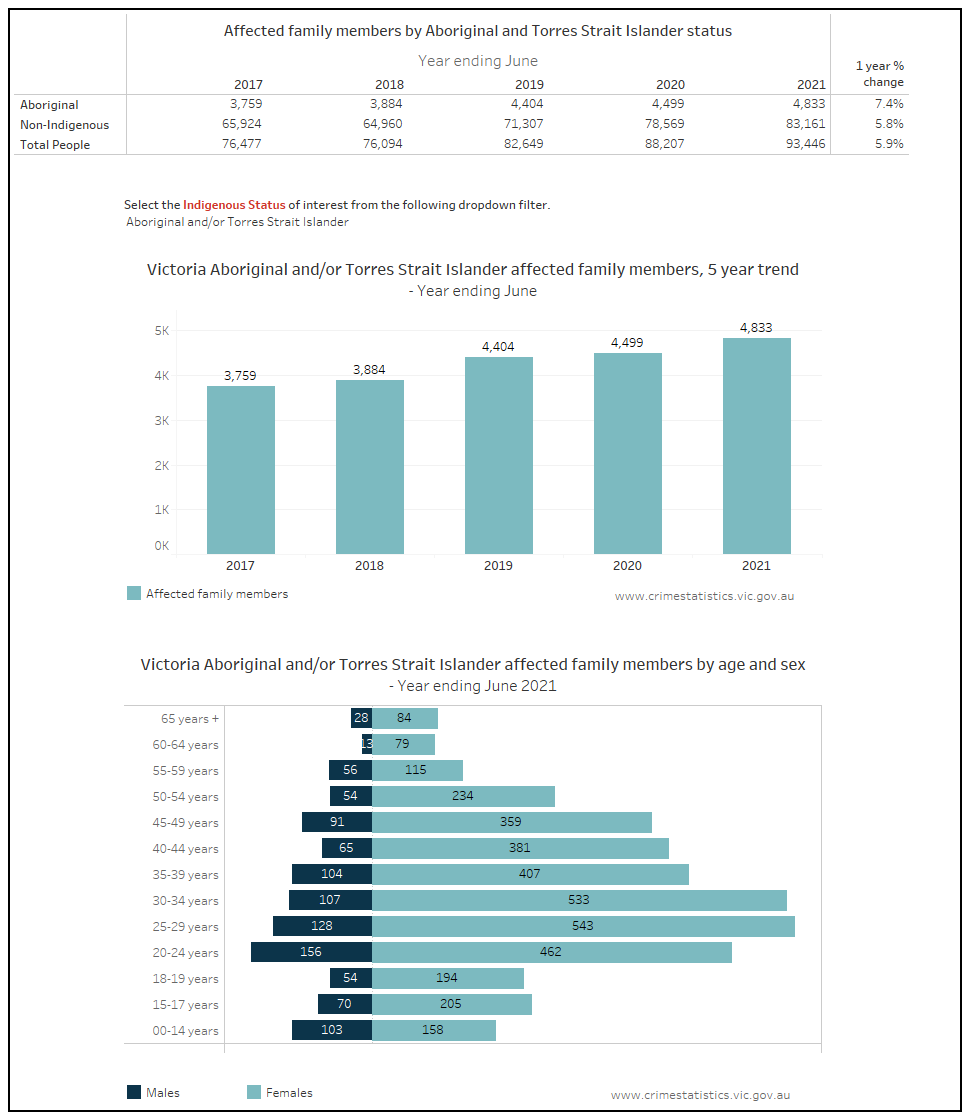 Affected family members by Aboriginal and Torres Strait Islander status
Year ending June
1 year % change
2017 2018 2019 2020 2021
Aboriginal 3,759 3,884 4,404 4,499 4,833 7.4%
Non-Indigenous 65,924 64,960 71,307 78,569 83,161 5.8%
Total People 76,477 76,094 82,649 88,207 93,446 5.9%
Select the Indigenous Status of interest from the following dropdown filter.
Aboriginal and/or Torres Strait Islander
Victoria Aboriginal and/or Torres Strait Islander affected family members, 5 year trend
- Year ending June
5K
4K
3K
2K
1K
0K
3,759 3,884 4,404 4,499 4,833
2017 2018 2019 2020 2021
Affected family members
www.crimestatistics.vic.gov.au
Victoria Aboriginal and/or Torres Strait Islander affected family members by age and sex
- Year ending June 2021
65 years + 28 84
60-64 years 13 79
55-59 years 56 115
50-54 years 54 234
45-49 years 91 359
40-44 years 65 381
35-39 years 104 407
30-34 years 107 533
25-29 years 128 543
20-24 years 156 462
18-19 years 54 194
15-17 years 70 205
00-14 years 103 158
Males Females
www.crimestatistics.vic.gov.au